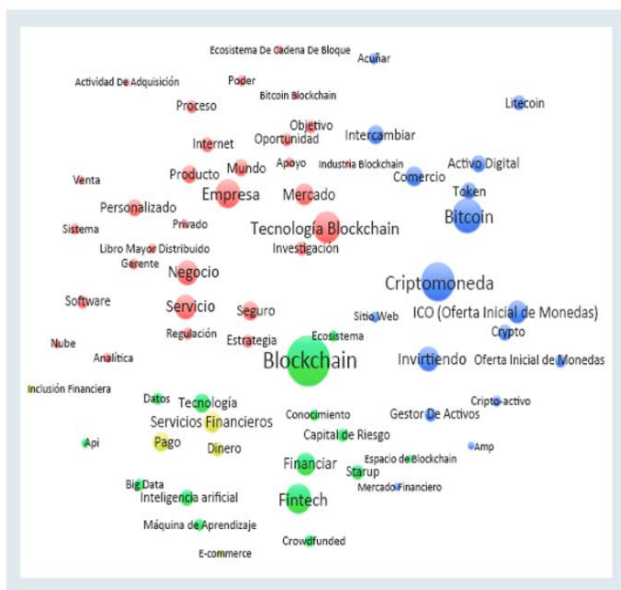 Ecosistema De Cadena De Bloque
Acuñar
Actividad De Adquisición
Poder
Bitcoin Blockchain
Litecoin
Proceso
Objetivo
Oportunidad
Intercambiar
Internet
Apoyo
Industria Blockchain
Activo Digital
Mundo
Producto
Comercio
Venta
Empresa
Mercado
Token
Personalizado
Bitcoin
Privado
Sistema
Tecnología Blockchain
Libro Mayor Distribuido
Investigación
Gerente
Negocio
Criptomoneda
Software
Servicio
Seguro
Sitio Web
ICO (Oferta Inicial de Monedas)
Regulación
Estrategia
Ecosistema
Crypto
Nube
Analítica
Blockchain
Invirtiendo
Oferta Inicial de Monedas
Inclusión Financiera
Datos
Tecnología
Cripto-activo
Servicios Financieros
Conocimiento
Gestor De Activos
Api
Pago
Dinero
Capital de Riesgo
Amp
Financiar
Espacio de Blockchain
Starup
Big Data
Mercado Financiero
Inteligencia arificial
Fintech
Máquina de Aprendizaje
Crowdfunded
E-commerce